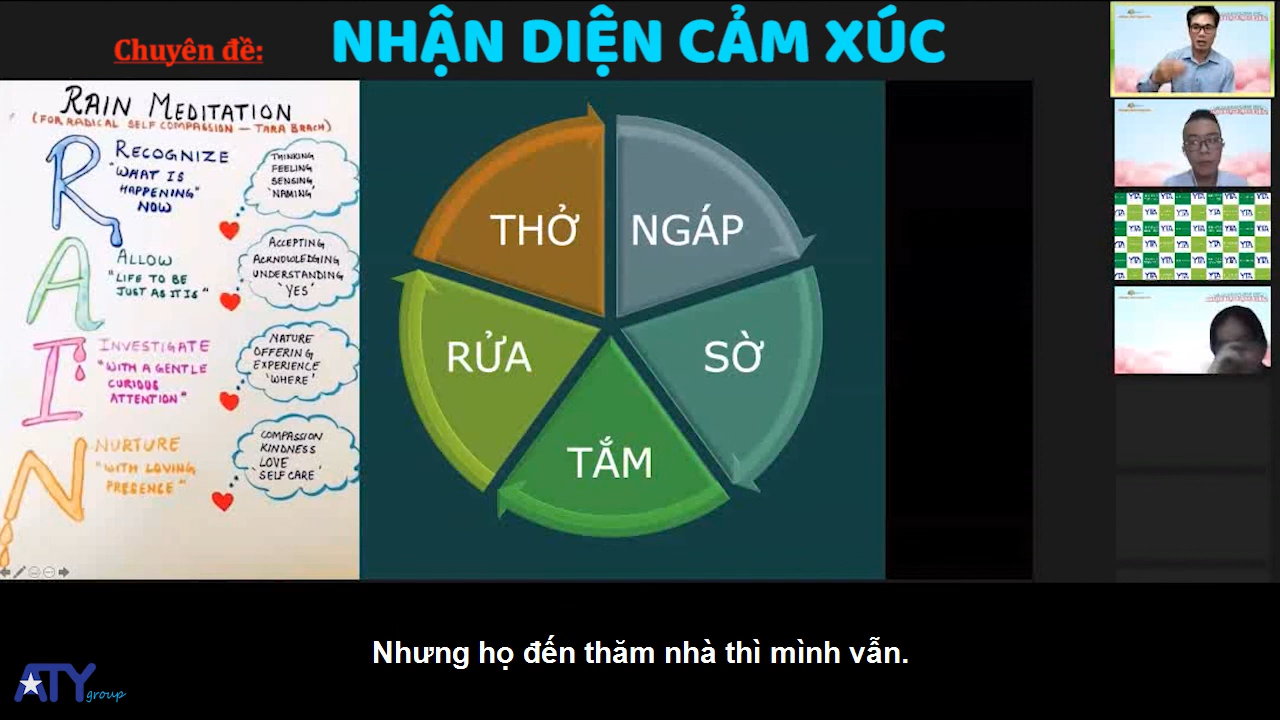 Chuyên đề:
NHẬN DIỆN CẢM XÚC
RAIN MEDITATION
(FOR RADICAL SELF COMPASSION — TARA BRACH)
RECOGNIZE
"WHAT IS
HAPPENING"
NOW
THINKING
FEELING
SENSING
'NAMING'
ALLOW
"LIFE TO BE
JUST AS IT IS"
ACCEPTING
ACKNOWLEDGING
UNDERSTANDING
'YES'
INVESTIGATE
"WITH A GENTLE
CURIOUS
ATTENTION"
NATURE
OFFERING
EXPERIENCE
'WHERE'
NURTURE
"WITH LOVING
PRESENCE"
COMPASSION
KINDNESS
LOVE
'SELF CARE'
R
A
I
N
THỞ
NGÁP
RỬA
SỜ
TẮM
Nhưng họ đến thăm nhà thì mình vẫn.
ATY
group